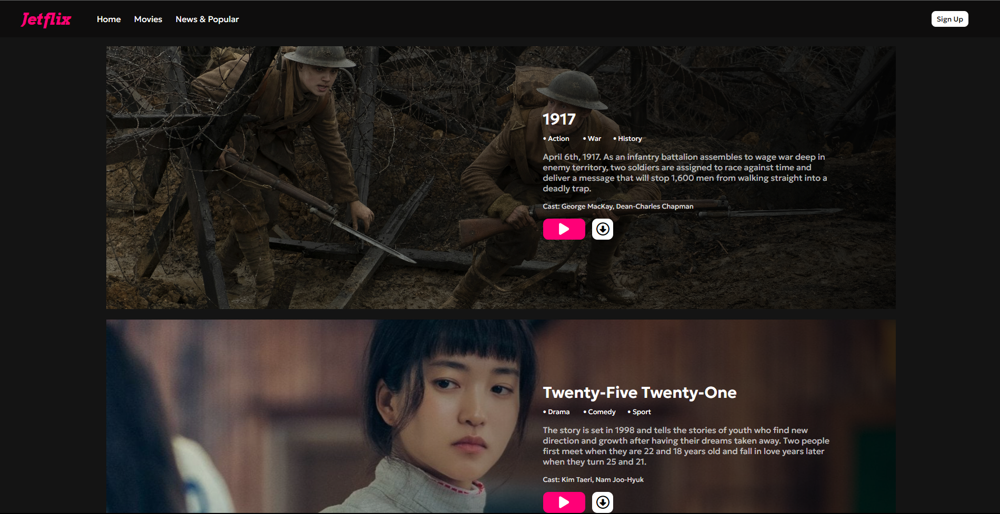 Jetflix
Home Movies News & Popular
Sign Up
1917
• Action • War • History
April 6th, 1917. As an infantry battalion assembles to wage war deep in
enemy territory, two soldiers are assigned to race against time and
deliver a message that will stop 1,600 men from walking straight into a
deadly trap.
Cast: George MacKay, Dean-Charles Chapman
Twenty-Five Twenty-One
• Drama • Comedy • Sport
The story is set in 1998 and tells the stories of youth who find new
direction and growth after having their dreams taken away. Two people
first meet when they are 22 and 18 years old and fall in love years later
when they turn 25 and 21.
Cast: Kim Taeri, Nam Joo-Hyuk